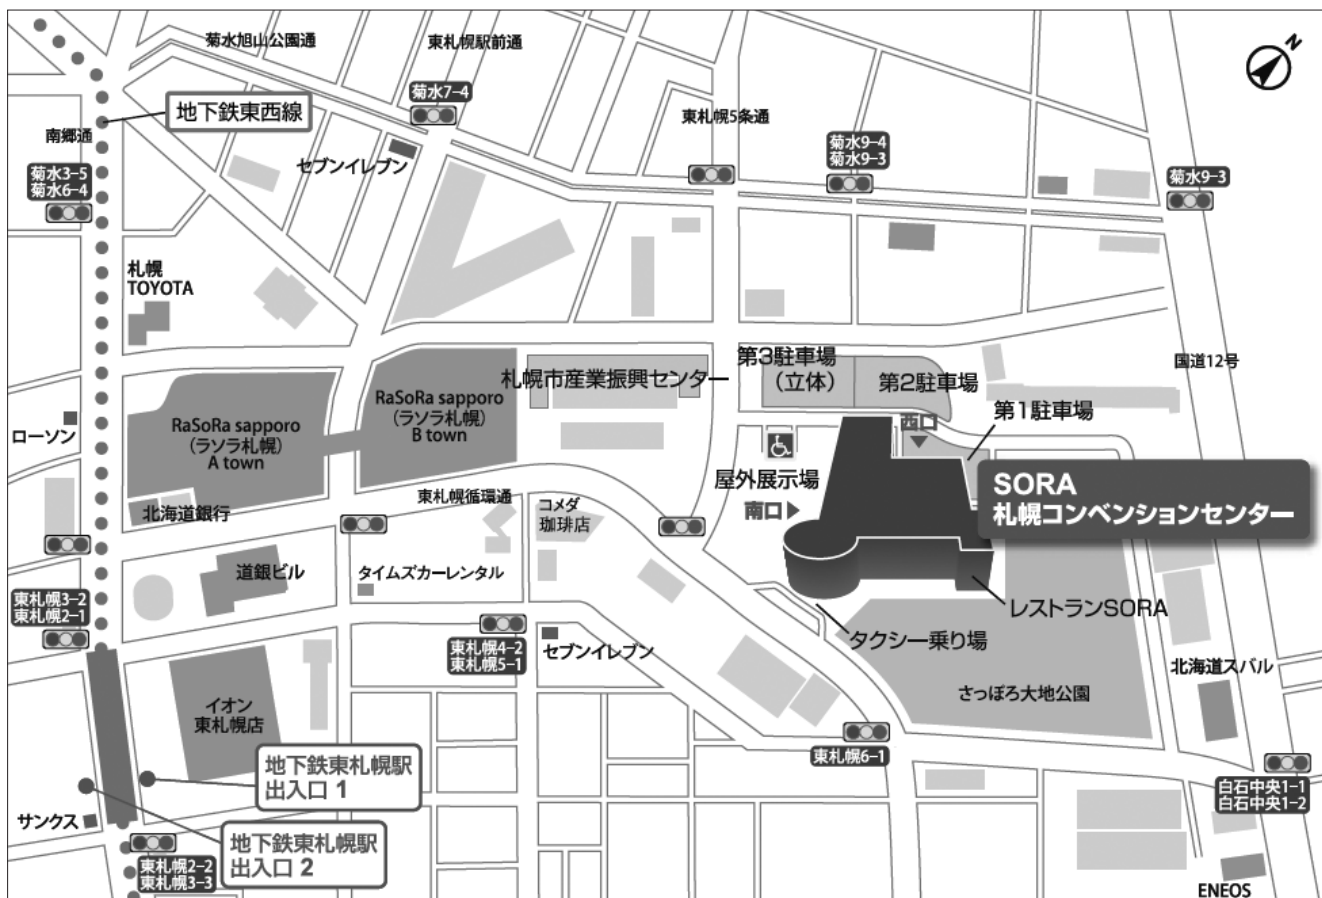 菊水旭山公園通
東札幌駅前通
N
菊水7-4
地下鉄東西線
南郷通
東札幌5条通
菊水9-4
菊水9-3
セブンイレブン
菊水3-5
菊水6-4
菊水9-3
札幌
TOYOTA
国道12号
第3駐車場
(立体)
第2駐車場
札幌市産業振興センター
RaSoRa sapporo
(ラソラ札幌)
B town
第1駐車場
RaSoRa sapporo
(ラソラ札幌)
A town
ローソン
西口
屋外展示場
南口
SORA
札幌コンベンションセンター
東札幌循環通
コメダ
珈琲店
北海道銀行
道銀ビル
タイムズカーレンタル
東札幌3-2
東札幌2-1
レストランSORA
タクシー乗り場
東札幌4-2
東札幌5-1
セブンイレブン
北海道スバル
さっぽろ大地公園
イオン
東札幌店
東札幌6-1
地下鉄東札幌駅
出入口 1
白石中央1-1
白石中央1-2
サンクス
地下鉄東札幌駅
出入口 2
東札幌2-2
東札幌3-3
ENEOS